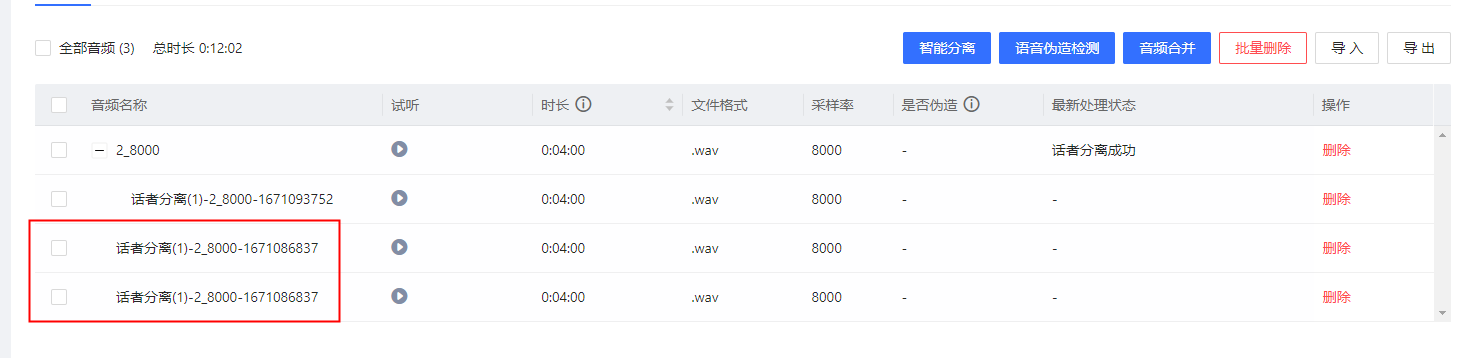 全部音频 (3) 总时长 0:12:02 智能分离 语音伪造检测 音频合并 批量删除 导 入 导 出
音频名称 试听 时长 文件格式 采样率 是否伪造 最新处理状态 操作
2_8000 0:04:00 .wav 8000 - 话者分离成功 删除
话者分离(1)-2_8000-1671093752 0:04:00 .wav 8000 - - 删除
话者分离(1)-2_8000-1671086837 0:04:00 .wav 8000 - - 删除
话者分离(1)-2_8000-1671086837 0:04:00 .wav 8000 - - 删除